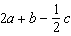 2a + b − 1/2 c